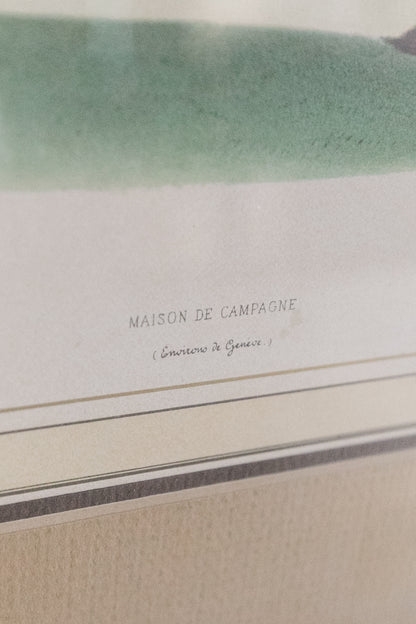 MAISON DE CAMPAGNE
(Environs de Genève.)